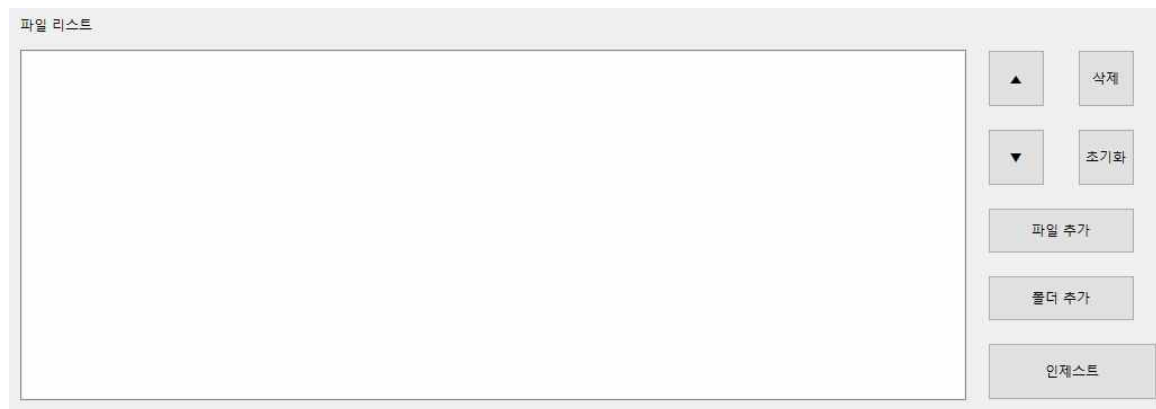 파일 리스트
▲ 삭제
▼ 초기화
파일 추가
폴더 추가
인제스트